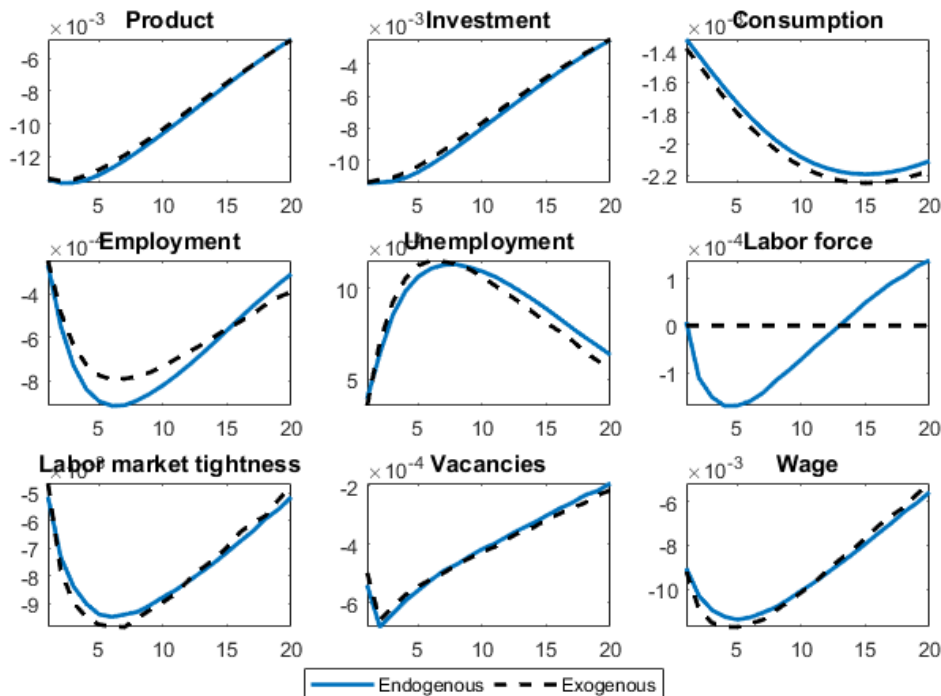 ×10⁻³ Product
-6
-8
-10
-12
5 10 15 20
×10⁻³ Investment
-4
-6
-8
-10
5 10 15 20
×10⁻³ Consumption
-1.4
-1.6
-1.8
-2
-2.2
5 10 15 20
×10⁻⁴ Employment
-4
-6
-8
5 10 15 20
Unemployment
10
5
5 10 15 20
×10⁻⁴ Labor force
1
0
-1
5 10 15 20
Labor market tightness
-5
-6
-7
-8
-9
5 10 15 20
×10⁻⁴ Vacancies
-2
-4
-6
5 10 15 20
×10⁻³ Wage
-6
-8
-10
5 10 15 20
Endogenous Exogenous